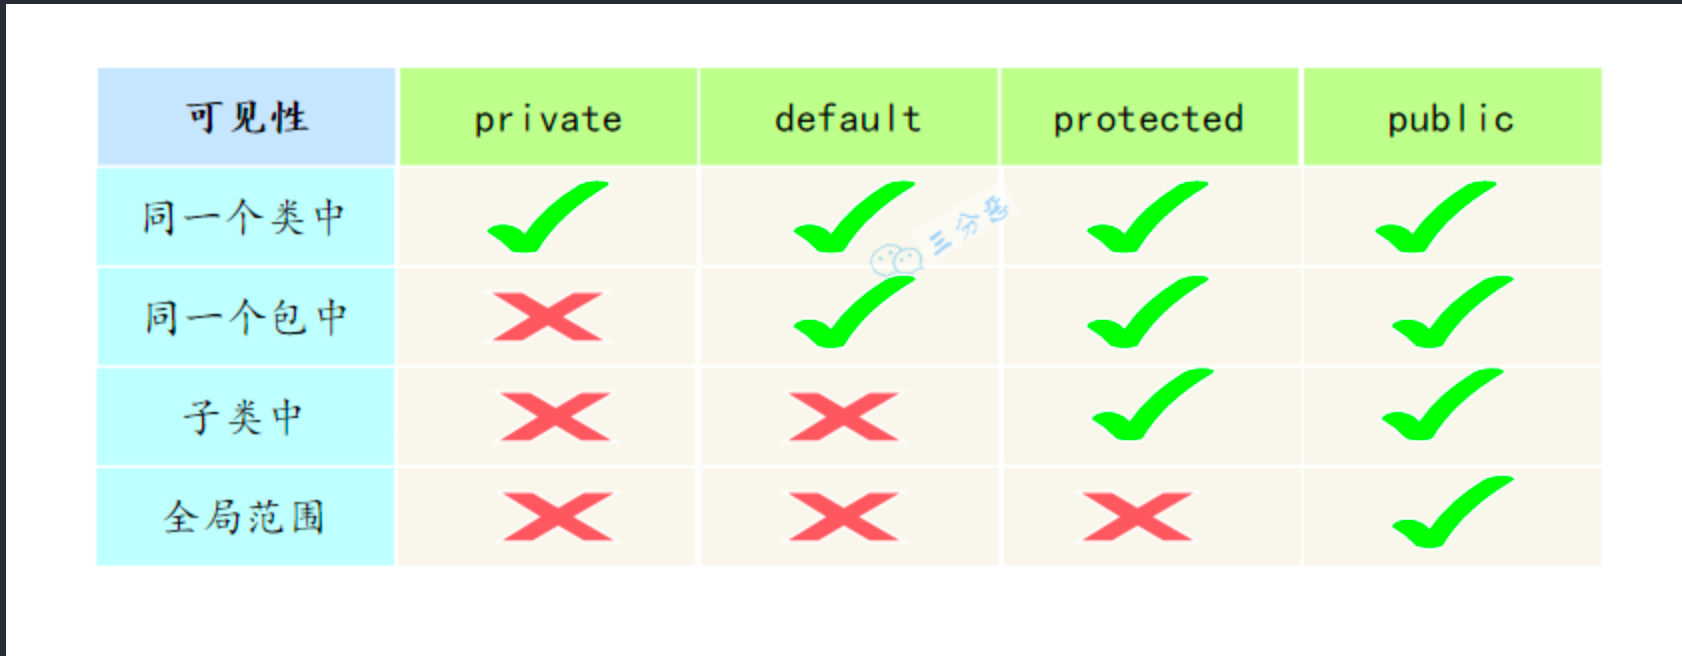 可见性 private default protected public
同一个类中
三分恶
同一个包中
子类中
全局范围